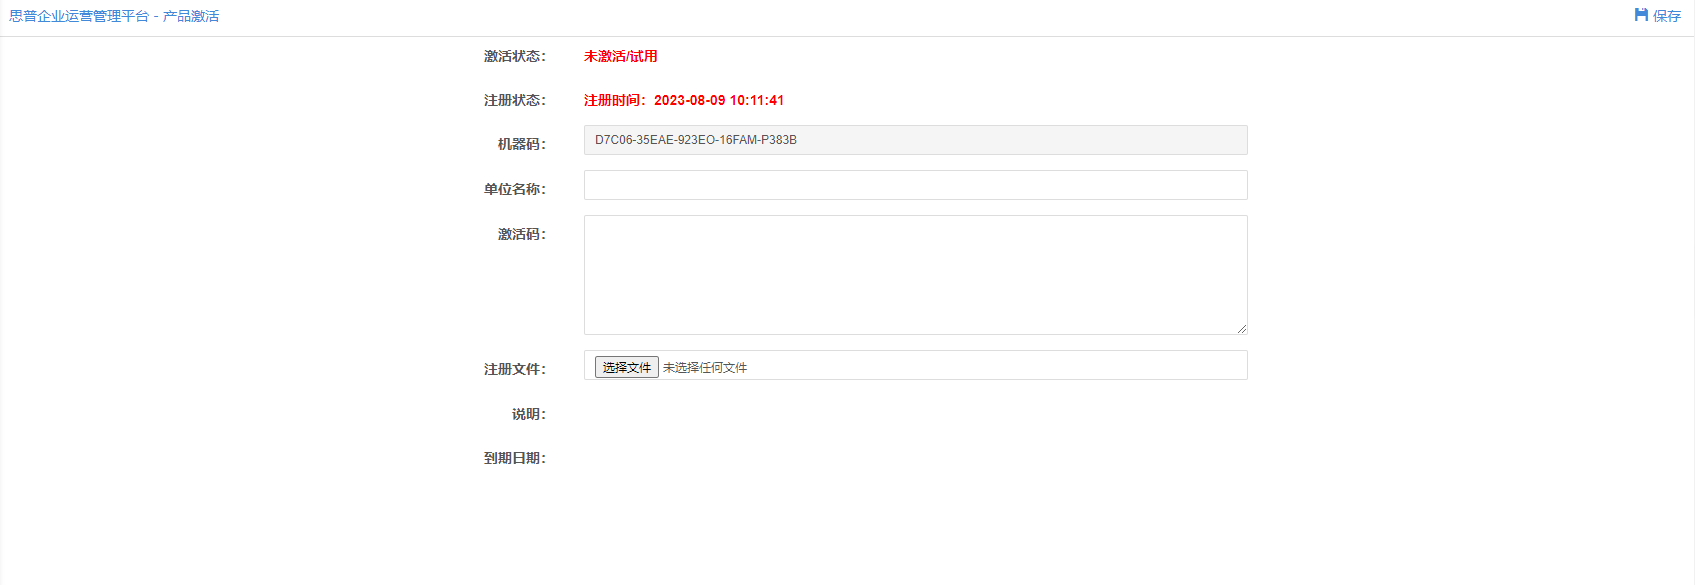 思普企业运营管理平台 - 产品激活
保存
激活状态： 未激活/试用
注册状态： 注册时间：2023-08-09 10:11:41
机器码： D7C06-35EAE-923EO-16FAM-P383B
单位名称：
激活码：
注册文件： 选择文件 未选择任何文件
说明：
到期日期：